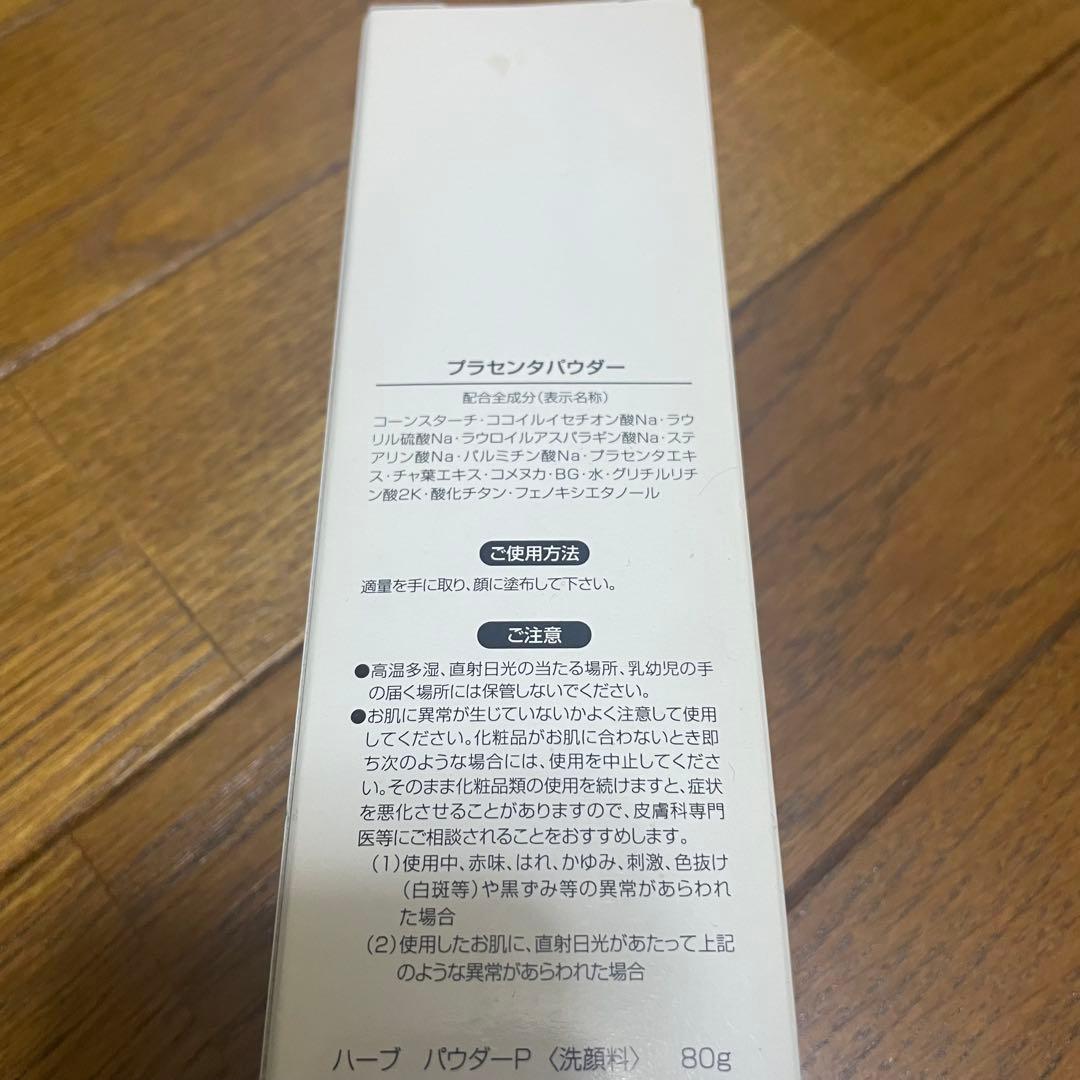 プラセンタパウダー
配合全成分（表示名称）
コーンスターチ・ココイルイセチオン酸Na・ラウ
リル硫酸Na・ラウロイルアスパラギン酸Na・ステ
アリン酸Na・パルミチン酸Na・プラセンタエキ
ス・チャ葉エキス・コメヌカ・BG・水・グリチルリチ
ン酸2K・酸化チタン・フェノキシエタノール
ご使用方法
適量を手に取り、顔に塗布して下さい。
ご注意
●高温多湿、直射日光の当たる場所、乳幼児の手
の届く場所には保管しないでください。
●お肌に異常が生じていないかよく注意して使用
してください。化粧品がお肌に合わないとき即
ち次のような場合には、使用を中止してくださ
い。そのまま化粧品類の使用を続けますと、症状
を悪化させることがありますので、皮膚科専門
医等にご相談されることをおすすめします。
（1）使用中、赤味、はれ、かゆみ、刺激、色抜け
（白斑等）や黒ずみ等の異常があらわれ
た場合
（2）使用したお肌に、直射日光があたって上記
のような異常があらわれた場合
ハーブ　パウダーP〈洗顔料〉　80g